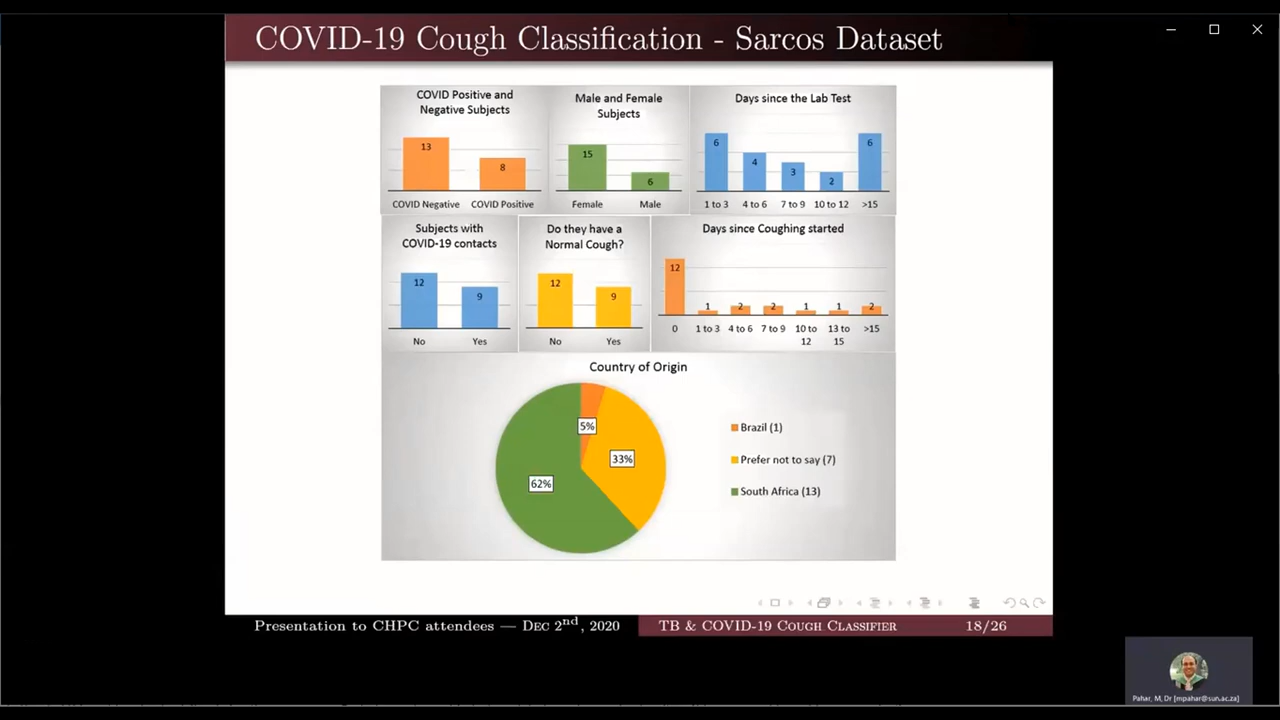 COVID-19 Cough Classification - Sarcos Dataset
COVID Positive and
Negative Subjects
13
8
COVID Negative COVID Positive
Male and Female
Subjects
15
6
Female Male
Days since the Lab Test
6
4
3
2
6
1 to 3 4 to 6 7 to 9 10 to 12 >15
Subjects with
COVID-19 contacts
12
9
No Yes
Do they have a
Normal Cough?
12
9
No Yes
Days since Coughing started
12
1
2
2
1
1
2
0 1 to 3 4 to 6 7 to 9 10 to 12 13 to 15 >15
Country of Origin
5%
33%
62%
Brazil (1)
Prefer not to say (7)
South Africa (13)
Presentation to CHPC attendees — Dec 2nd, 2020
TB & COVID-19 Cough Classifier
18/26
Pahar, M, Dr [mpahar@sun.ac.za]